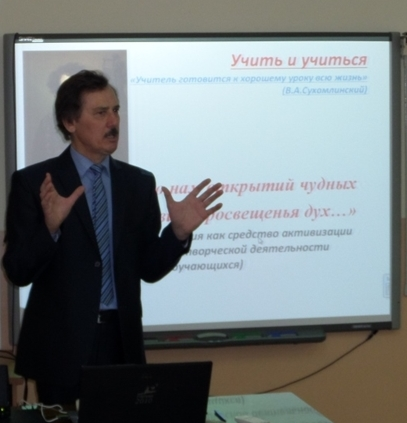 Учить и учиться
«Учитель готовится к хорошему уроку всю жизнь»
(В.А.Сухомлинский)
нам открытий чудных
просвещенья дух…»
как средство активизации
творческой деятельности
обучающихся)